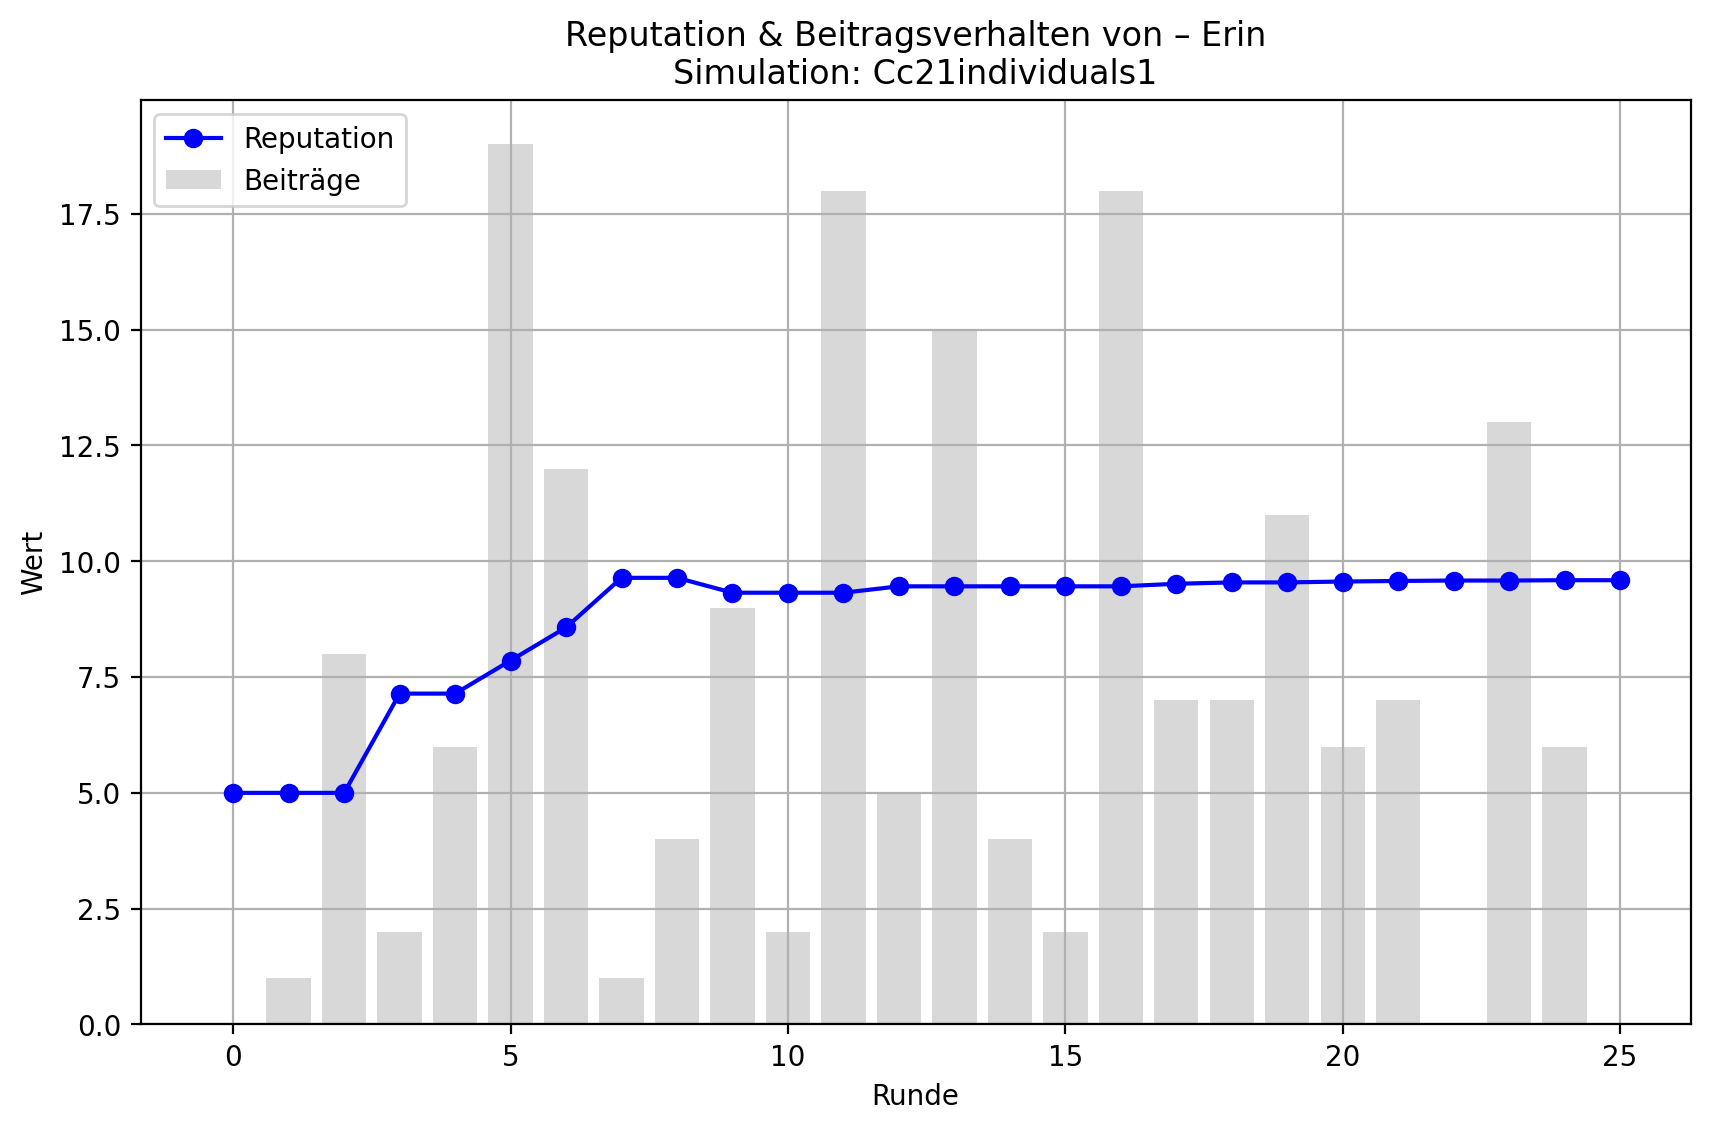 Reputation & Beitragsverhalten von – Erin
Simulation: Cc21individuals1
Reputation
Beiträge
17.5
15.0
12.5
10.0
7.5
5.0
2.5
0.0
Wert
0 5 10 15 20 25
Runde